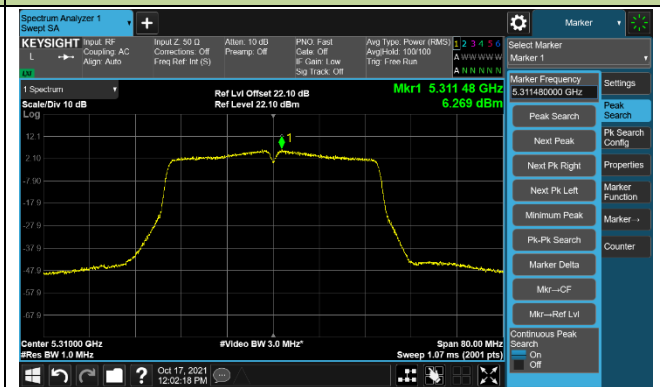 Spectrum Analyzer 1
Swept SA
Marker
KEYSIGHT
L
LXI
Input: RF
Coupling: AC
Align: Auto
Input Z: 50 Ω
Corrections: Off
Freq Ref: Int (S)
Atten: 10 dB
Preamp: Off
PNO: Fast
Gate: Off
IF Gain: Low
Sig Track: Off
Avg Type: Power (RMS)
Avg|Hold: 100/100
Trig: Free Run
1 2 3 4 5 6
A W W W W W
A N N N N N
Select Marker
Marker 1
1 Spectrum
Scale/Div 10 dB
Log
Ref Lvl Offset 22.10 dB
Ref Level 22.10 dBm
Mkr1 5.311 48 GHz
6.269 dBm
12.1
2.10
-7.90
-17.9
-27.9
-37.9
-47.9
-57.9
-67.9
1
Center 5.31000 GHz
#Res BW 1.0 MHz
#Video BW 3.0 MHz*
Span 80.00 MHz
Sweep 1.07 ms (2001 pts)
Marker Frequency
5.311480000 GHz
Peak Search
Next Peak
Next Pk Right
Next Pk Left
Minimum Peak
Pk-Pk Search
Marker Delta
Mkr→CF
Mkr→Ref Lvl
Continuous Peak
Search
On
Off
Settings
Peak
Search
Pk Search
Config
Properties
Marker
Function
Marker→
Counter
?
Oct 17, 2021
12:02:18 PM